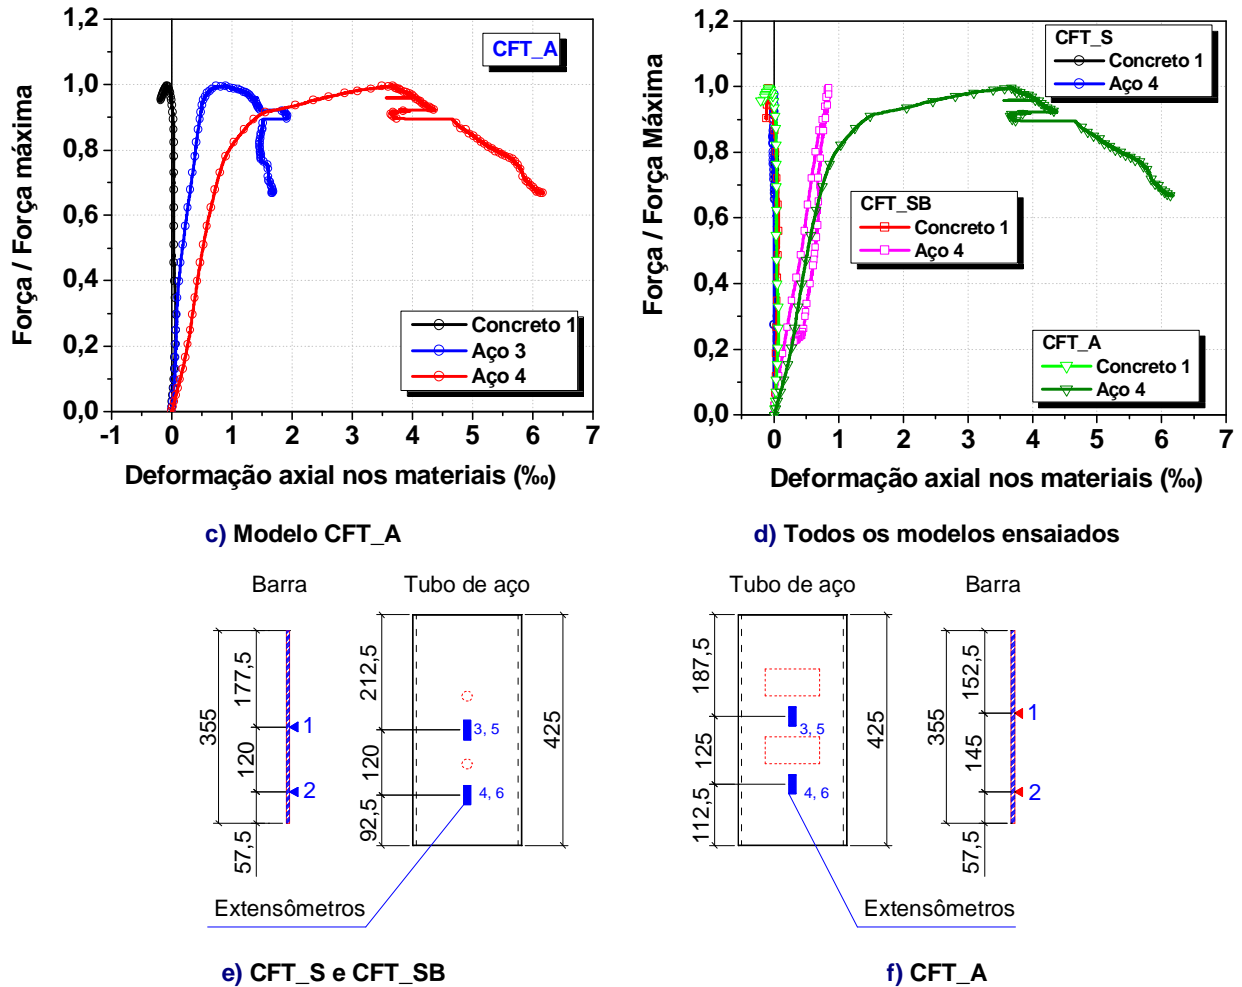 1,2
1,0
0,8
0,6
0,4
0,2
0,0
-1 0 1 2 3 4 5 6 7
Força / Força máxima
Deformação axial nos materiais (‰)
CFT_A
Concreto 1
Aço 3
Aço 4
c) Modelo CFT_A
1,2
1,0
0,8
0,6
0,4
0,2
0,0
0 1 2 3 4 5 6 7
Força / Força Máxima
Deformação axial nos materiais (‰)
CFT_S
Concreto 1
Aço 4
CFT_SB
Concreto 1
Aço 4
CFT_A
Concreto 1
Aço 4
d) Todos os modelos ensaiados
Barra
355
177,5
120
57,5
1
2
Tubo de aço
212,5
120
92,5
425
3, 5
4, 6
Extensômetros
e) CFT_S e CFT_SB
Tubo de aço
187,5
125
112,5
425
3, 5
4, 6
Extensômetros
Barra
355
152,5
145
57,5
1
2
f) CFT_A